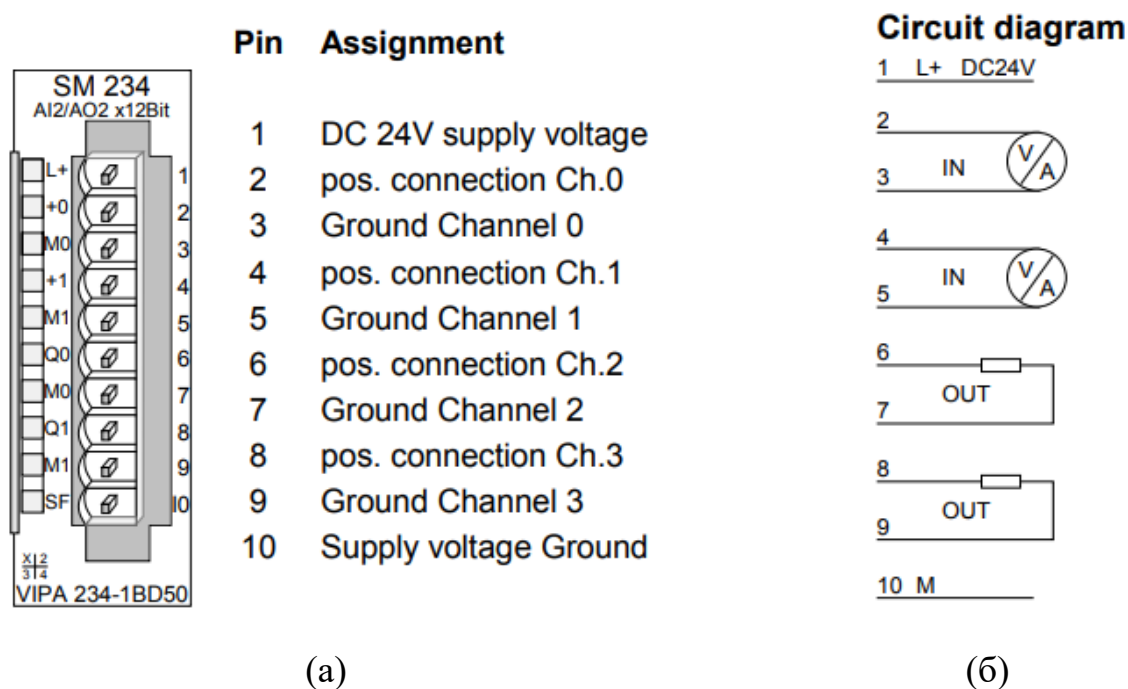 SM 234
AI2/AO2 x12Bit
L+ 1
+0 2
M0 3
+1 4
M1 5
Q0 6
M0 7
Q1 8
M1 9
SF I0
X 2
3 4
VIPA 234-1BD50
Pin Assignment
1 DC 24V supply voltage
2 pos. connection Ch.0
3 Ground Channel 0
4 pos. connection Ch.1
5 Ground Channel 1
6 pos. connection Ch.2
7 Ground Channel 2
8 pos. connection Ch.3
9 Ground Channel 3
10 Supply voltage Ground
(а)
Circuit diagram
1 L+ DC24V
2
IN V/A
3
4
IN V/A
5
6
OUT
7
8
OUT
9
10 M
(б)